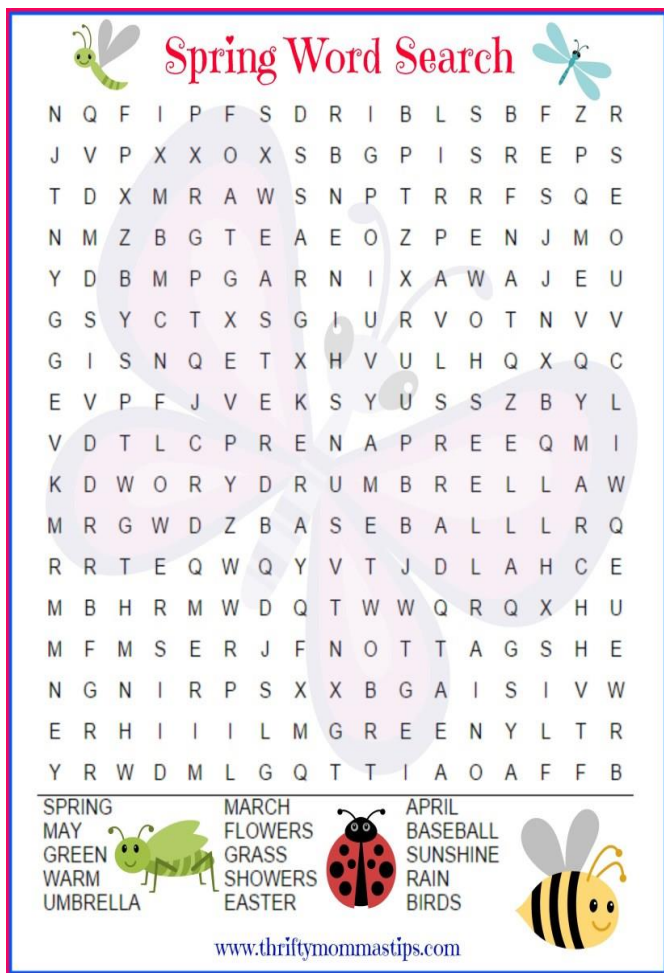 Spring Word Search
N Q F I P F S D R I B L S B F Z R
J V P X X O X S B G P I S R E P S
T D X M R A W S N P T R R F S Q E
N M Z B G T E A E O Z P E N J M O
Y D B M P G A R N I X A W A J E U
G S Y C T X S G I U R V O T N V V
G I S N Q E T X H V U L H Q X Q C
E V P F J V E K S Y U S S Z B Y L
V D T L C P R E N A P R E E Q M I
K D W O R Y D R U M B R E L L A W
M R G W D Z B A S E B A L L L R Q
R R T E Q W Q Y V T J D L A H C E
M B H R M W D Q T W W Q R Q X H U
M F M S E R J F N O T T A G S H E
N G N I R P S X X B G A I S I V W
E R H I I I L M G R E E N Y L T R
Y R W D M L G Q T T I A O A F F B
SPRING MARCH APRIL
MAY FLOWERS BASEBALL
GREEN GRASS SUNSHINE
WARM SHOWERS RAIN
UMBRELLA EASTER BIRDS
www.thriftymommastips.com